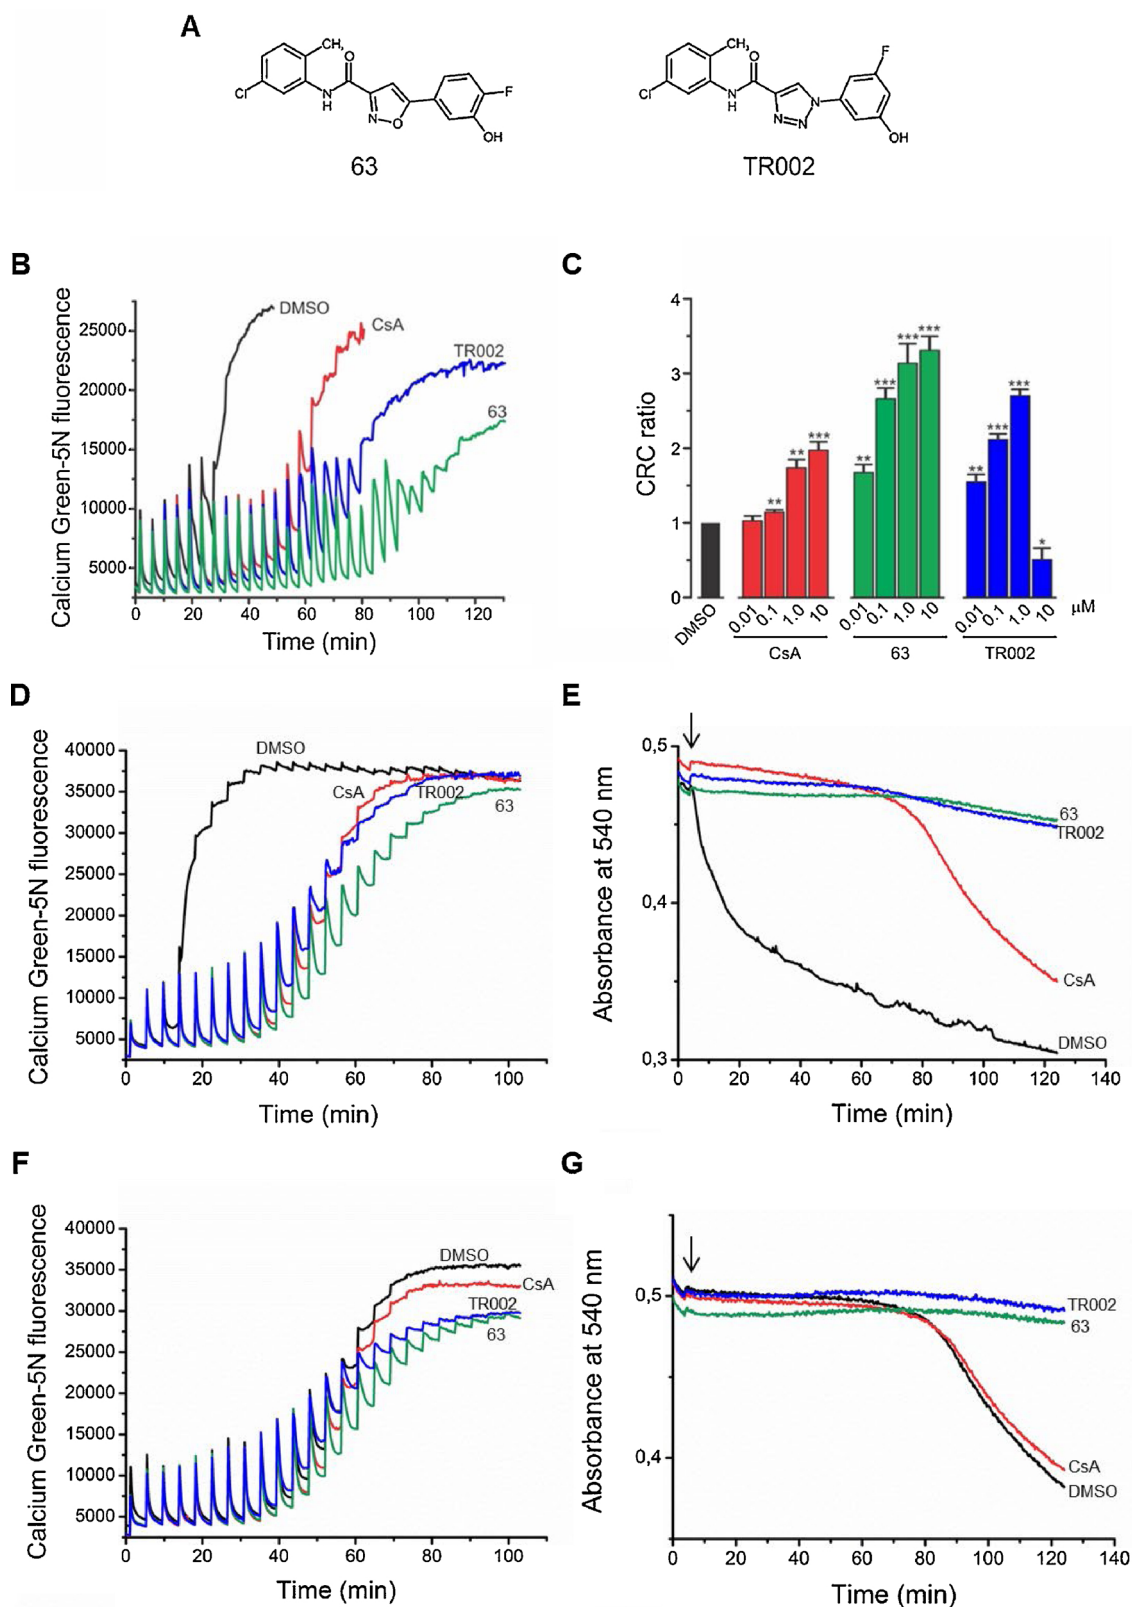 A
CH₃
O
Cl
N
H
N
O
F
OH
63
CH₃
O
Cl
N
H
N
N
N
F
OH
TR002
B
Calcium Green-5N fluorescence
25000
20000
15000
10000
5000
DMSO
CsA
TR002
63
0 20 40 60 80 100 120
Time (min)
C
CRC ratio
4
3
2
1
0
** ***
** *** *** ***
** *** *** *
DMSO
0.01 0.1 1.0 10
0.01 0.1 1.0 10
0.01 0.1 1.0 10
µM
CsA 63 TR002
D
Calcium Green-5N fluorescence
40000
35000
30000
25000
20000
15000
10000
5000
DMSO
CsA
TR002
63
0 20 40 60 80 100
Time (min)
E
Absorbance at 540 nm
0,5
0,4
0,3
63
TR002
CsA
DMSO
0 20 40 60 80 100 120 140
Time (min)
F
Calcium Green-5N fluorescence
40000
35000
30000
25000
20000
15000
10000
5000
DMSO
CsA
TR002
63
0 20 40 60 80 100
Time (min)
G
Absorbance at 540 nm
0,5
0,4
TR002
63
CsA
DMSO
0 20 40 60 80 100 120 140
Time (min)